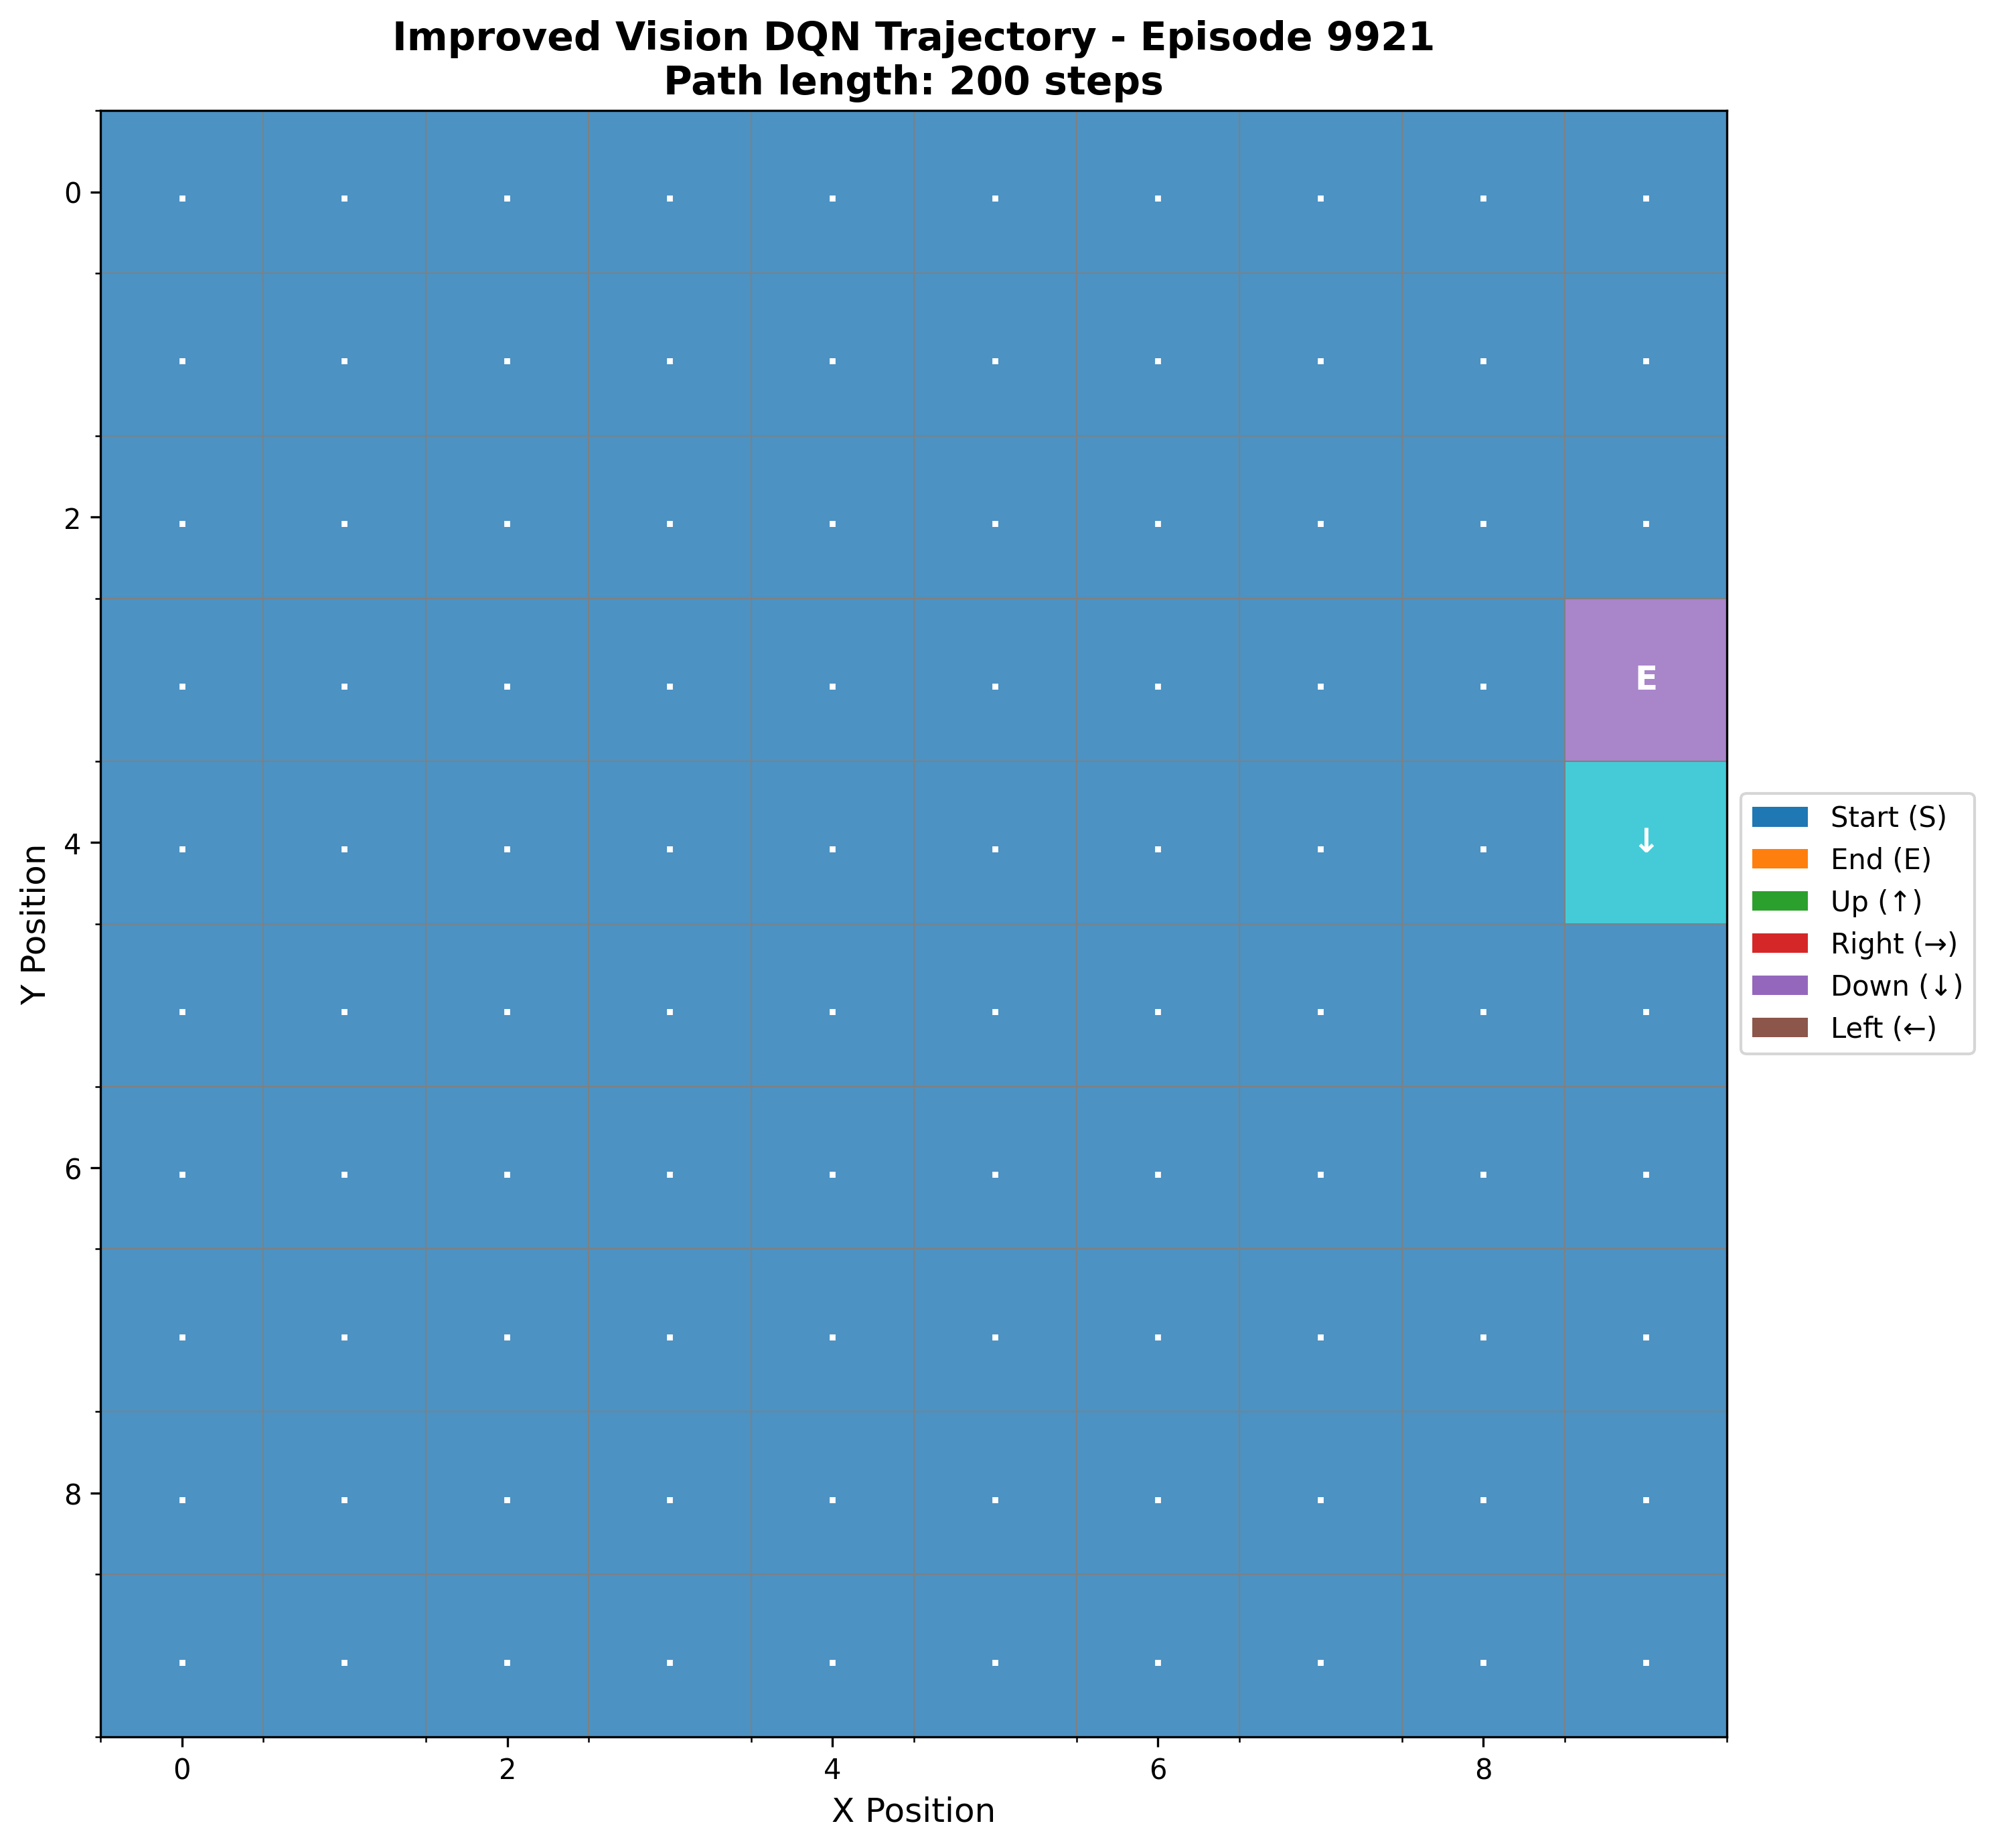 Improved Vision DQN Trajectory - Episode 9921
Path length: 200 steps
0
2
E
4
↓
6
8
Y Position
0 2 4 6 8
X Position
Start (S)
End (E)
Up (↑)
Right (→)
Down (↓)
Left (←)